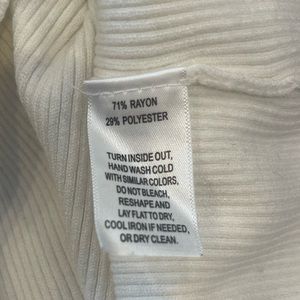 71% RAYON
29% POLYESTER
TURN INSIDE OUT,
HAND WASH COLD
WITH SIMILAR COLORS,
DO NOT BLEACH,
RESHAPE AND
LAY FLAT TO DRY,
COOL IRON IF NEEDED,
OR DRY CLEAN.